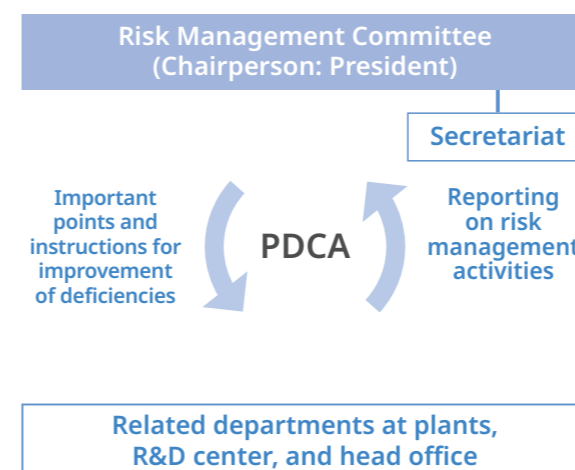 Risk Management Committee
(Chairperson: President)
Secretariat
Important
points and
instructions for
improvement
of deficiencies
PDCA
Reporting
on risk
management
activities
Related departments at plants,
R&D center, and head office